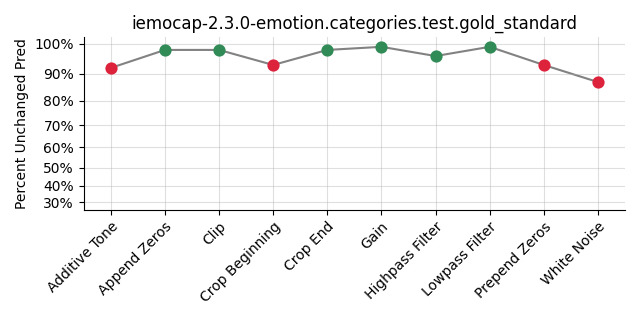 iemocap-2.3.0-emotion.categories.test.gold_standard
Percent Unchanged Pred
100%
90%
80%
70%
60%
50%
40%
30%
Additive Tone
Append Zeros
Clip
Crop Beginning
Crop End
Gain
Highpass Filter
Lowpass Filter
Prepend Zeros
White Noise